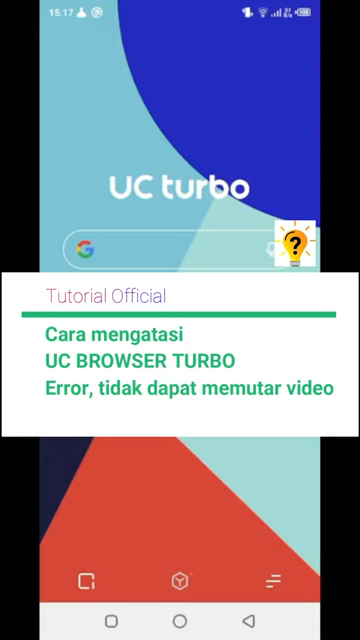 15.17
UC turbo
Tutorial Official
Cara mengatasi
UC BROWSER TURBO
Error, tidak dapat memutar video